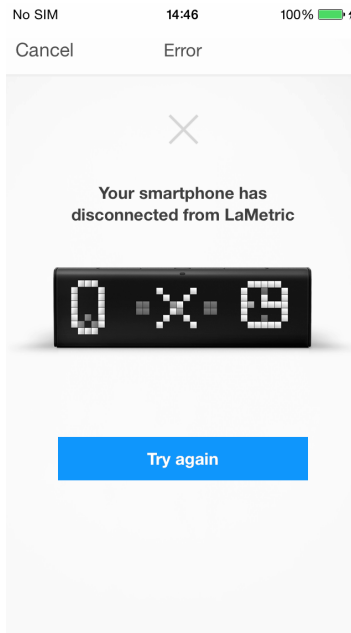 No SIM 14:46 100%
Cancel Error
Your smartphone has
disconnected from LaMetric
Try again